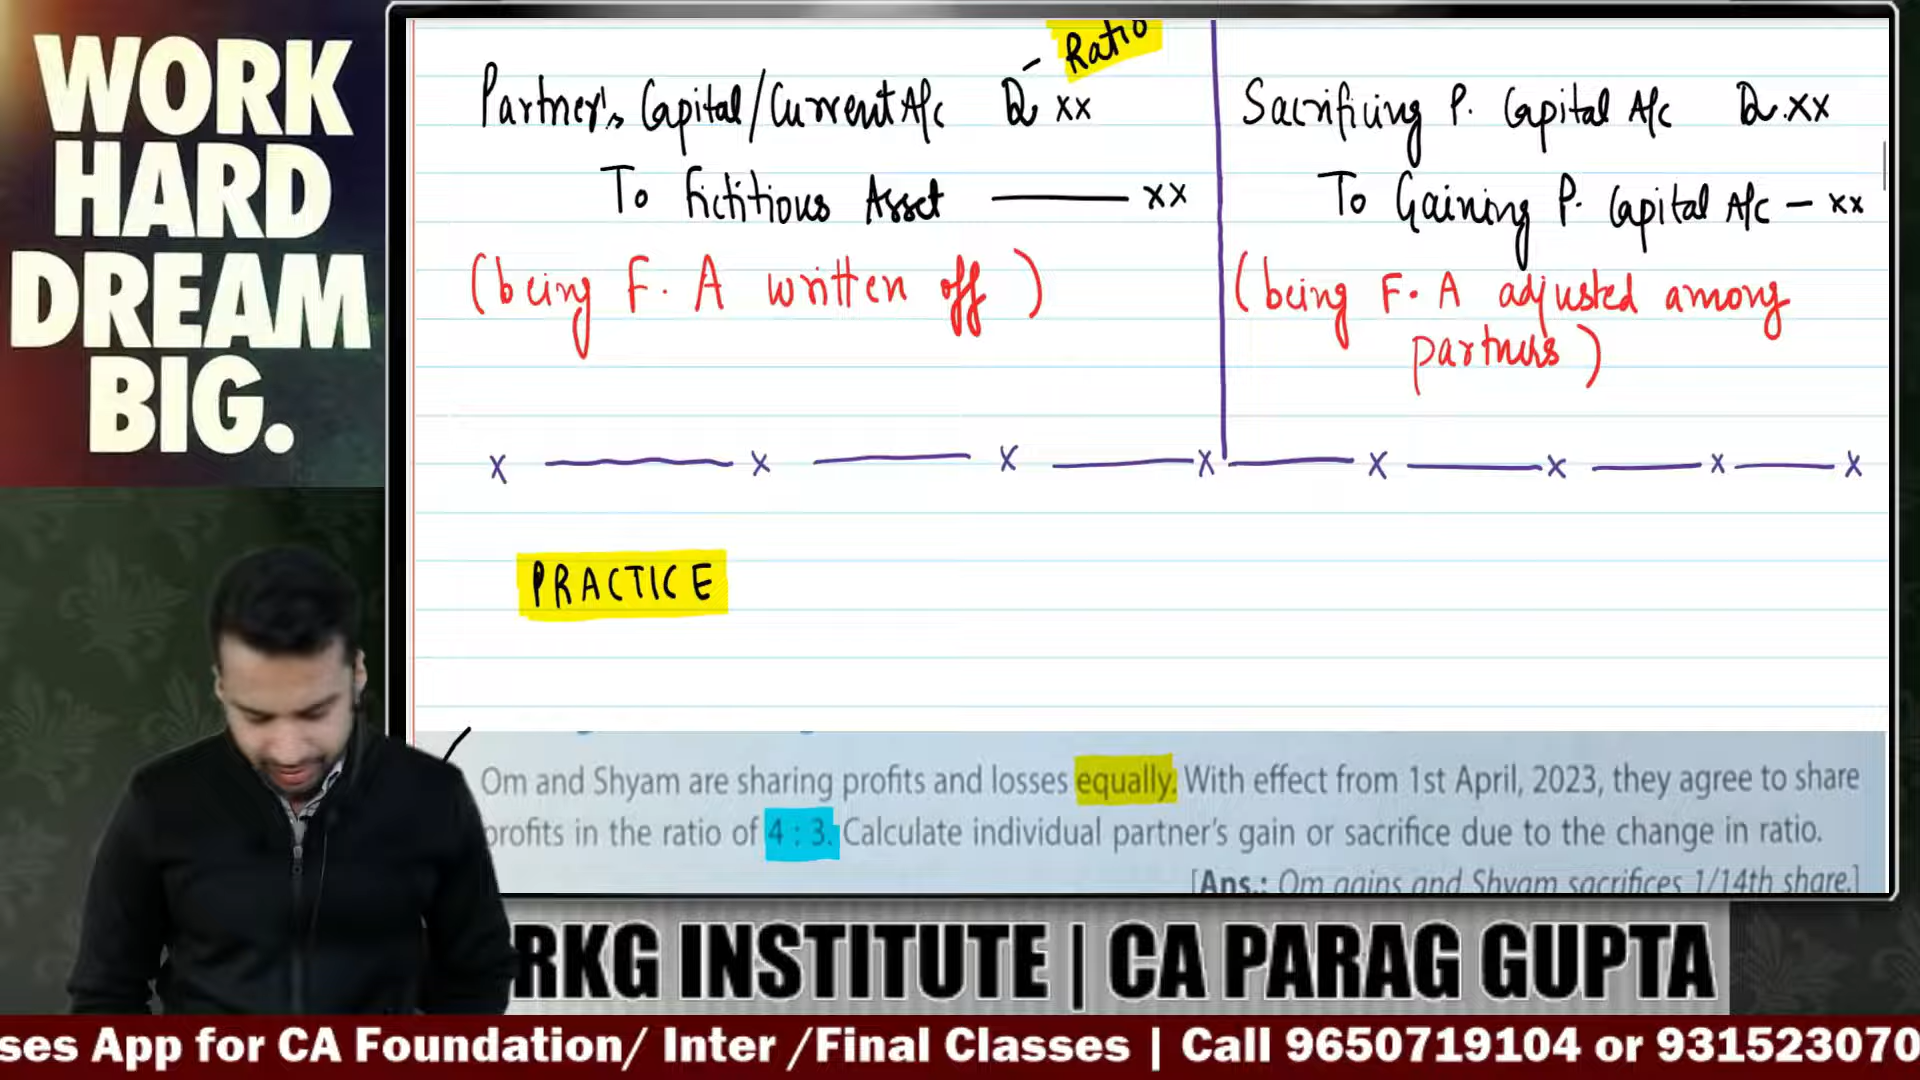 WORK
HARD
DREAM
BIG.
Ratio
Partner's Capital/Current A/c Dr XX
To Fictitious Asset —— XX
(being F. A written off)
Sacrificing P. Capital A/c Dr. XX
To Gaining P. Capital A/c — XX
(being F. A adjusted among
partners)
X —— X —— X —— X —— X —— X —— X —— X
PRACTICE
Om and Shyam are sharing profits and losses equally. With effect from 1st April, 2023, they agree to share
profits in the ratio of 4 : 3. Calculate individual partner's gain or sacrifice due to the change in ratio.
[Ans.: Om gains and Shyam sacrifices 1/14th share.]
RKG INSTITUTE | CA PARAG GUPTA
ses App for CA Foundation/ Inter /Final Classes | Call 9650719104 or 931523070